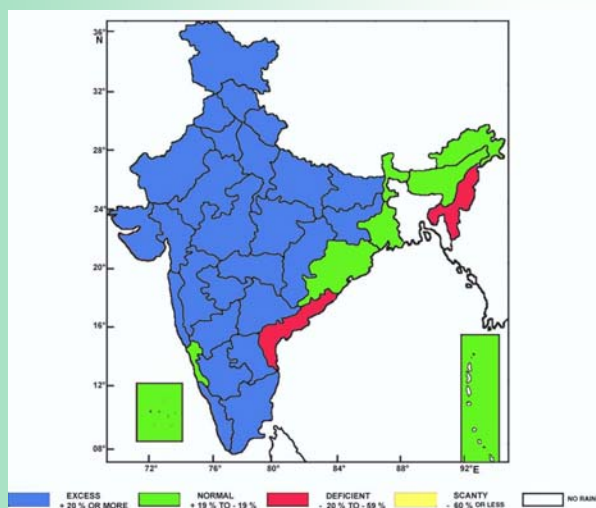 36°
N
32°
28°
24°
20°
16°
12°
08°
72° 76° 80° 84° 88° 92°E
EXCESS NORMAL DEFICIENT SCANTY NO RAIN
+ 20 % OR MORE + 19 % TO - 19 % - 20 % TO - 59 % - 60 % OR LESS